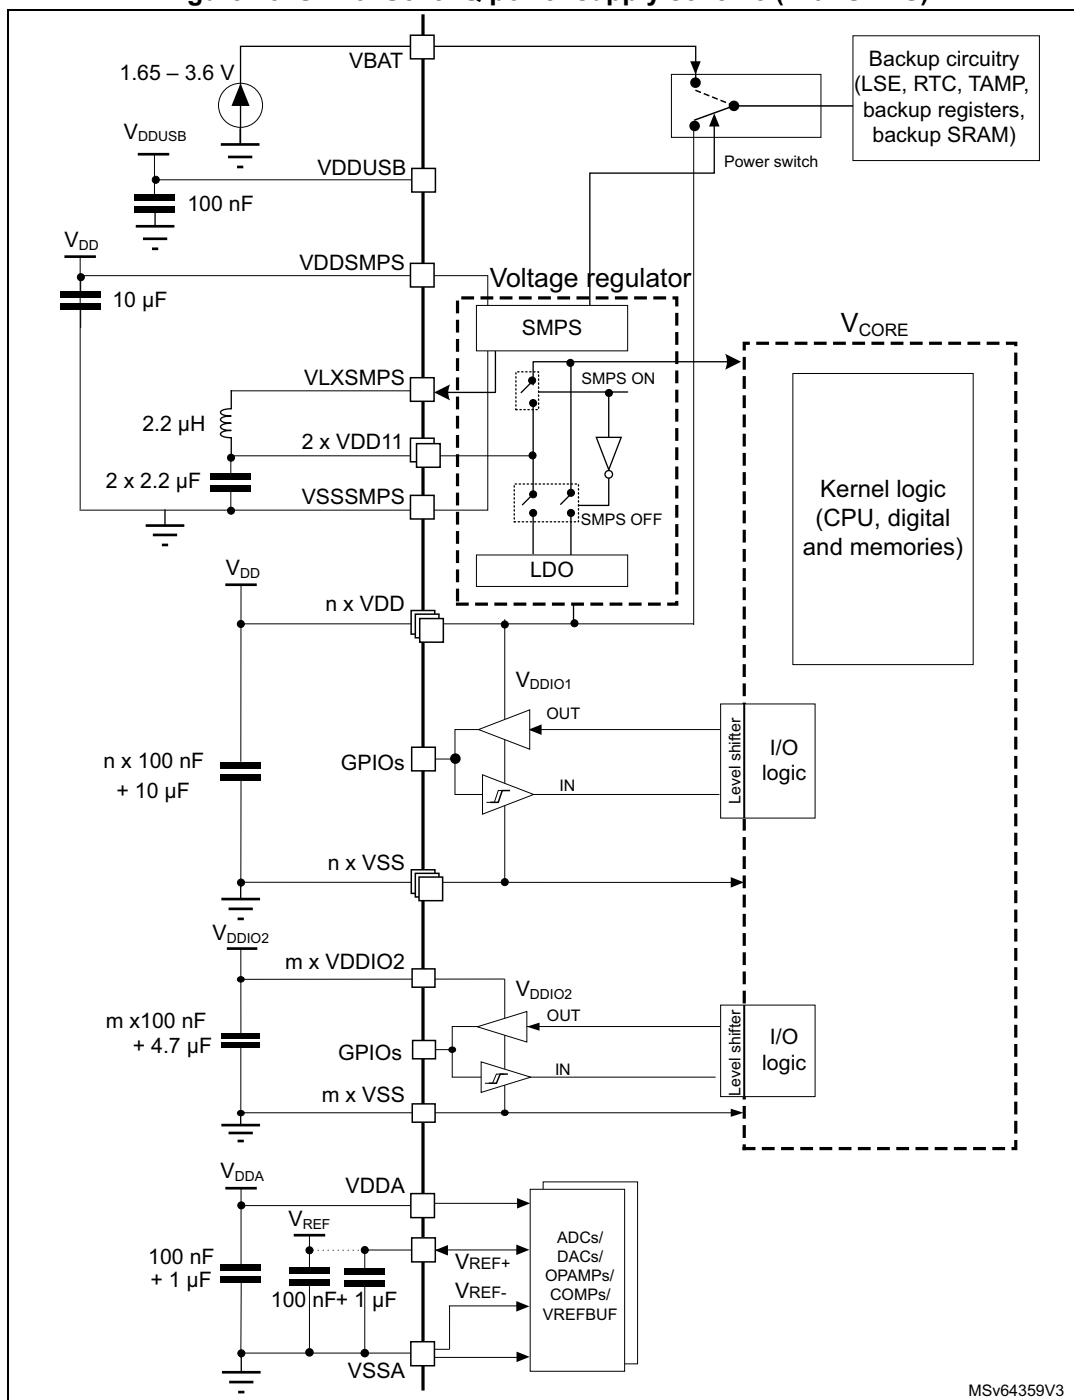 VBAT
1.65 – 3.6 V
Backup circuitry
(LSE, RTC, TAMP,
backup registers,
backup SRAM)
Power switch
VDDUSB
VDDUSB
100 nF
VDD
VDDSMPS
10 µF
Voltage regulator
SMPS
VCORE
VLXSMPS
SMPS ON
2.2 µH
2 x VDD11
2 x 2.2 µF
VSSSMPS
SMPS OFF
LDO
Kernel logic
(CPU, digital
and memories)
VDD
n x VDD
VDDIO1
OUT
n x 100 nF
+ 10 µF
GPIOs
IN
Level shifter
I/O
logic
n x VSS
VDDIO2
m x VDDIO2
VDDIO2
OUT
m x100 nF
+ 4.7 µF
GPIOs
IN
Level shifter
I/O
logic
m x VSS
VDDA
VDDA
VREF
100 nF
+ 1 µF
100 nF+ 1 µF
VREF+
VREF-
ADCs/
DACs/
OPAMPs/
COMPs/
VREFBUF
VSSA
MSv64359V3